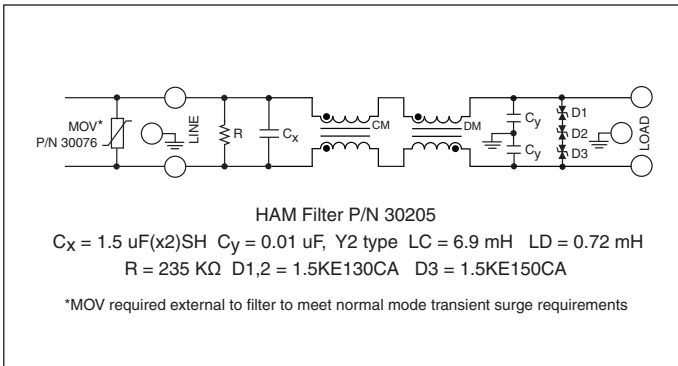 MOV*
P/N 30076
LINE
R
Cx
CM
DM
Cy
Cy
D1
D2
D3
LOAD
HAM Filter P/N 30205
Cx = 1.5 uF(x2)SH Cy = 0.01 uF, Y2 type LC = 6.9 mH LD = 0.72 mH
R = 235 KΩ D1,2 = 1.5KE130CA D3 = 1.5KE150CA
*MOV required external to filter to meet normal mode transient surge requirements